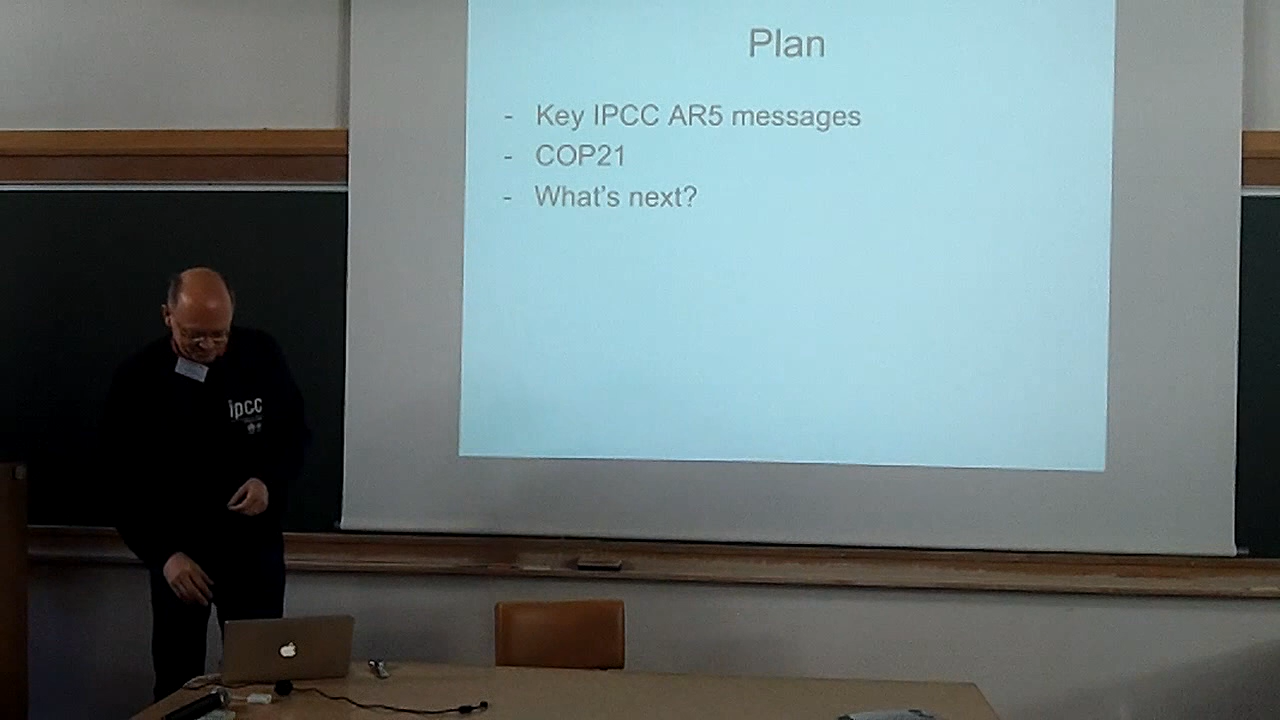 Plan
- Key IPCC AR5 messages
- COP21
- What's next?
ipcc